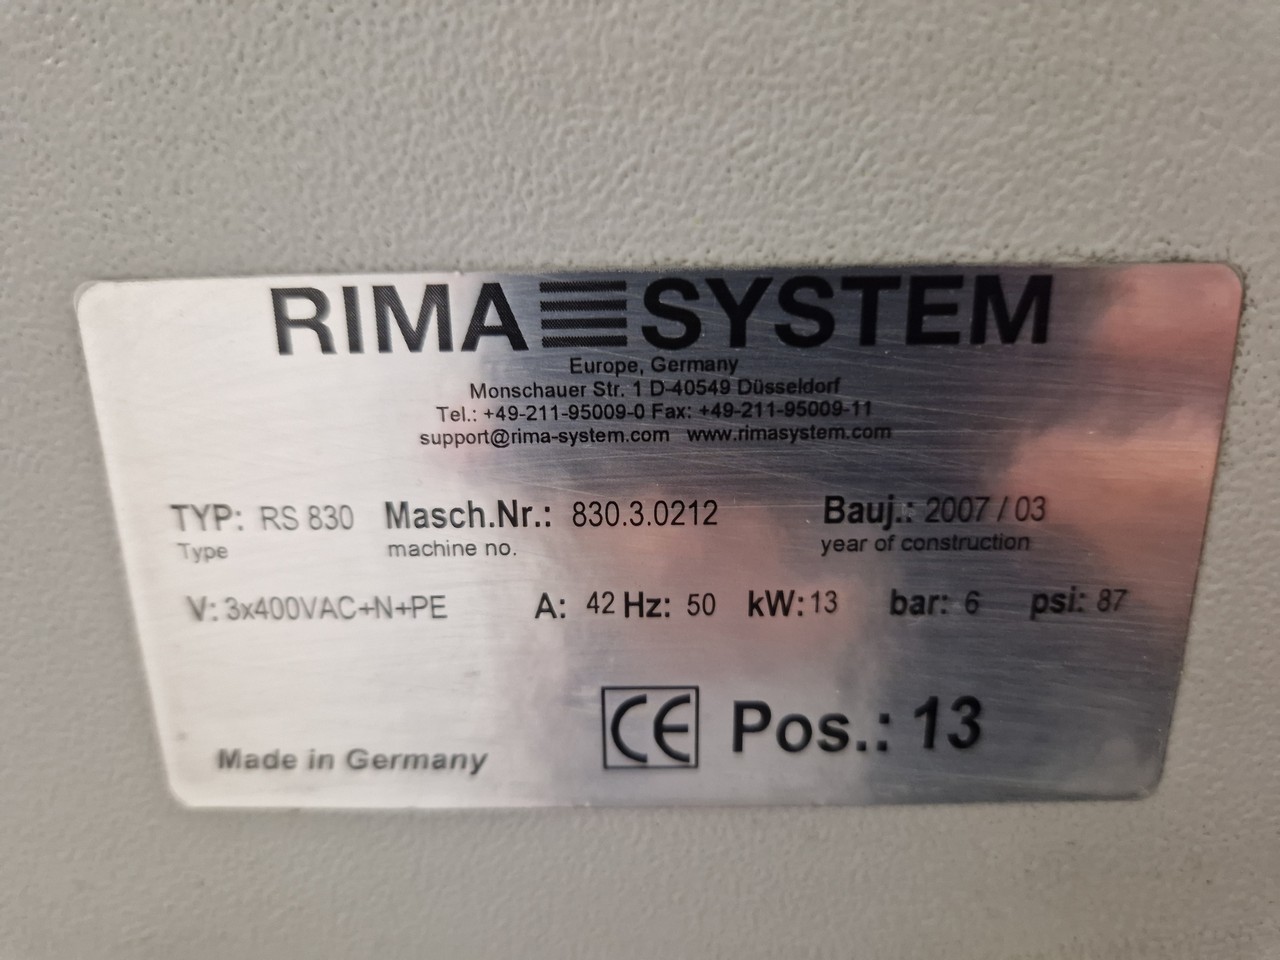 RIMA SYSTEM
Europe, Germany
Monschauer Str. 1 D-40549 Düsseldorf
Tel.: +49-211-95009-0 Fax: +49-211-95009-11
support@rima-system.com www.rimasystem.com
TYP: RS 830 Masch.Nr.: 830.3.0212 Bauj.: 2007 / 03
Type machine no. year of construction
V: 3x400VAC+N+PE A: 42 Hz: 50 kW: 13 bar: 6 psi: 87
CE Pos.: 13
Made in Germany